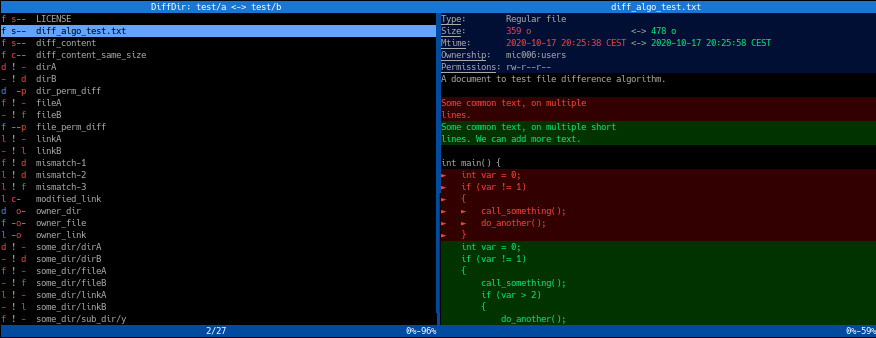 DiffDir: test/a <-> test/b
f s-- LICENSE
f s-- diff_algo_test.txt
f s-- diff_content
f c-- diff_content_same_size
d ! - dirA
- ! d dirB
d -p dir_perm_diff
f ! - fileA
- ! f fileB
f --p file_perm_diff
l ! - linkA
- ! l linkB
f ! d mismatch-1
l ! d mismatch-2
l ! f mismatch-3
l c- modified_link
d o- owner_dir
f -o- owner_file
l -o owner_link
d ! - some_dir/dirA
- ! d some_dir/dirB
f ! - some_dir/fileA
- ! f some_dir/fileB
l ! - some_dir/linkA
- ! l some_dir/linkB
f ! - some_dir/sub_dir/y
2/27 0%-96%
diff_algo_test.txt
Type: Regular file
Size: 359 o <-> 478 o
Mtime: 2020-10-17 20:25:38 CEST <-> 2020-10-17 20:25:58 CEST
Ownership: mic006:users
Permissions: rw-r--r--
A document to test file difference algorithm.
Some common text, on multiple
lines.
Some common text, on multiple short
lines. We can add more text.
int main() {
► int var = 0;
► if (var != 1)
► {
► ► call_something();
► ► do_another();
► }
int var = 0;
if (var != 1)
{
call_something();
if (var > 2)
{
do_another();
0%-59%